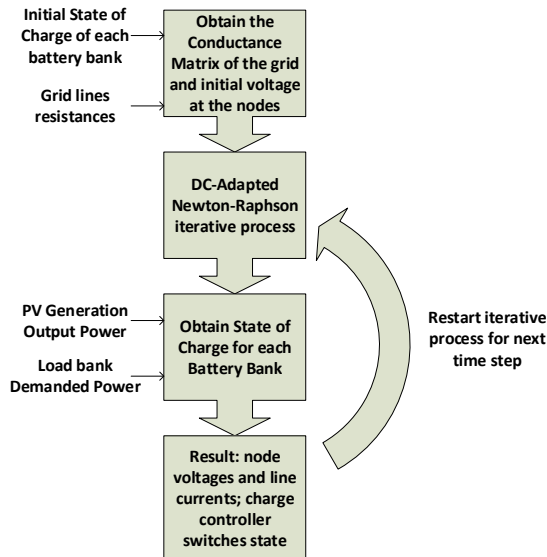 Initial State of
Charge of each
battery bank
Grid lines
resistances
Obtain the
Conductance
Matrix of the grid
and initial voltage
at the nodes
DC-Adapted
Newton-Raphson
iterative process
PV Generation
Output Power
Load bank
Demanded Power
Obtain State of
Charge for each
Battery Bank
Restart iterative
process for next
time step
Result: node
voltages and line
currents; charge
controller
switches state